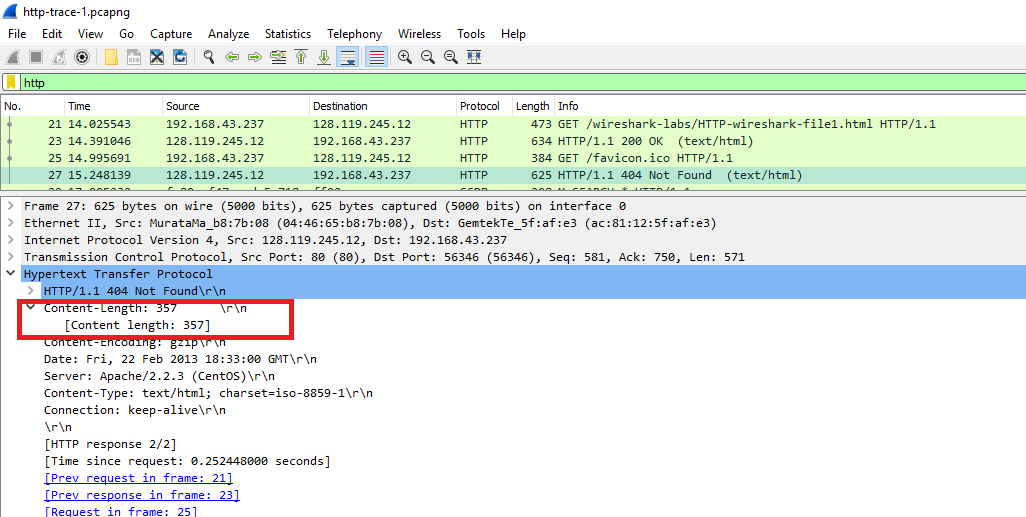 http-trace-1.pcapng
File Edit View Go Capture Analyze Statistics Telephony Wireless Tools Help
http
No. Time Source Destination Protocol Length Info
21 14.025543 192.168.43.237 128.119.245.12 HTTP 473 GET /wireshark-labs/HTTP-wireshark-file1.html HTTP/1.1
23 14.391046 128.119.245.12 192.168.43.237 HTTP 634 HTTP/1.1 200 OK (text/html)
25 14.995691 192.168.43.237 128.119.245.12 HTTP 384 GET /favicon.ico HTTP/1.1
27 15.248139 128.119.245.12 192.168.43.237 HTTP 625 HTTP/1.1 404 Not Found (text/html)
Frame 27: 625 bytes on wire (5000 bits), 625 bytes captured (5000 bits) on interface 0
Ethernet II, Src: MurataMa_b8:7b:08 (04:46:65:b8:7b:08), Dst: GemtekTe_5f:af:e3 (ac:81:12:5f:af:e3)
Internet Protocol Version 4, Src: 128.119.245.12, Dst: 192.168.43.237
Transmission Control Protocol, Src Port: 80 (80), Dst Port: 56346 (56346), Seq: 581, Ack: 750, Len: 571
Hypertext Transfer Protocol
HTTP/1.1 404 Not Found\r\n
Content-Length: 357 \r\n
[Content length: 357]
Content-Encoding: gzip\r\n
Date: Fri, 22 Feb 2013 18:33:00 GMT\r\n
Server: Apache/2.2.3 (CentOS)\r\n
Content-Type: text/html; charset=iso-8859-1\r\n
Connection: keep-alive\r\n
\r\n
[HTTP response 2/2]
[Time since request: 0.252448000 seconds]
[Prev request in frame: 21]
[Prev response in frame: 23]
[Request in frame: 25]